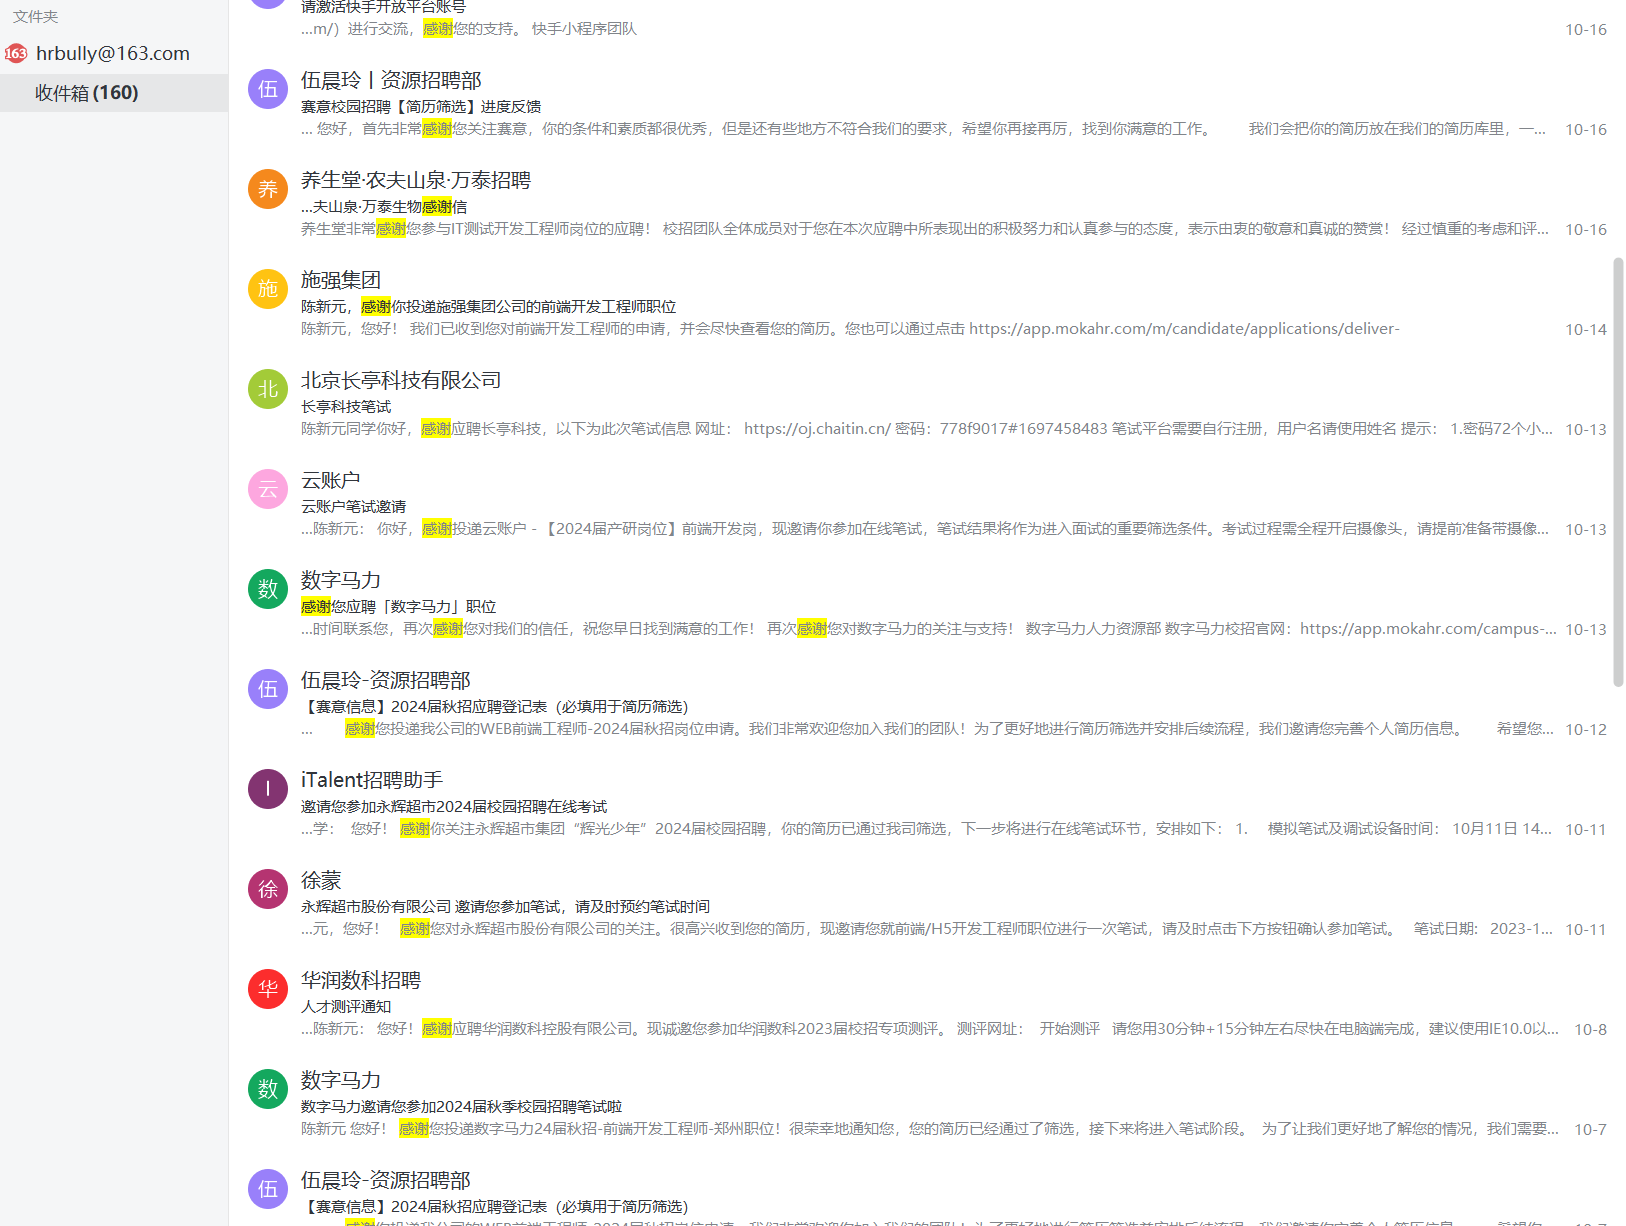 文件夹
163 hrbully@163.com
收件箱 (160)
请激活快手开放平台账号
...m/）进行交流，感谢您的支持。 快手小程序团队
10-16
伍
伍晨玲丨资源招聘部
赛意校园招聘【简历筛选】进度反馈
... 您好，首先非常感谢您关注赛意，你的条件和素质都很优秀，但是还有些地方不符合我们的要求，希望你再接再厉，找到你满意的工作。 我们会把你的简历放在我们的简历库里，一...
10-16
养
养生堂·农夫山泉·万泰招聘
...夫山泉·万泰生物感谢信
养生堂非常感谢您参与IT测试开发工程师岗位的应聘！ 校招团队全体成员对于您在本次应聘中所表现出的积极努力和认真参与的态度，表示由衷的敬意和真诚的赞赏！ 经过慎重的考虑和评...
10-16
施
施强集团
陈新元，感谢你投递施强集团公司的前端开发工程师职位
陈新元，您好！ 我们已收到您对前端开发工程师的申请，并会尽快查看您的简历。您也可以通过点击 https://app.mokahr.com/m/candidate/applications/deliver-
10-14
北
北京长亭科技有限公司
长亭科技笔试
陈新元同学你好，感谢应聘长亭科技，以下为此次笔试信息 网址： https://oj.chaitin.cn/ 密码：778f9017#1697458483 笔试平台需要自行注册，用户名请使用姓名 提示： 1.密码72个小...
10-13
云
云账户
云账户笔试邀请
...陈新元： 你好，感谢投递云账户 - 【2024届产研岗位】前端开发岗，现邀请你参加在线笔试，笔试结果将作为进入面试的重要筛选条件。考试过程需全程开启摄像头，请提前准备带摄像...
10-13
数
数字马力
感谢您应聘「数字马力」职位
...时间联系您，再次感谢您对我们的信任，祝您早日找到满意的工作！ 再次感谢您对数字马力的关注与支持！ 数字马力人力资源部 数字马力校招官网：https://app.mokahr.com/campus-...
10-13
伍
伍晨玲-资源招聘部
【赛意信息】2024届秋招应聘登记表（必填用于简历筛选）
... 感谢您投递我公司的WEB前端工程师-2024届秋招岗位申请。我们非常欢迎您加入我们的团队！为了更好地进行简历筛选并安排后续流程，我们邀请您完善个人简历信息。 希望您...
10-12
I
iTalent招聘助手
邀请您参加永辉超市2024届校园招聘在线考试
...学： 您好！ 感谢你关注永辉超市集团“辉光少年”2024届校园招聘，你的简历已通过我司筛选，下一步将进行在线笔试环节，安排如下： 1. 模拟笔试及调试设备时间： 10月11日 14...
10-11
徐
徐蒙
永辉超市股份有限公司 邀请您参加笔试，请及时预约笔试时间
...元，您好！ 感谢您对永辉超市股份有限公司的关注。很高兴收到您的简历，现邀请您就前端/H5开发工程师职位进行一次笔试，请及时点击下方按钮确认参加笔试。 笔试日期: 2023-1...
10-11
华
华润数科招聘
人才测评通知
...陈新元： 您好！感谢应聘华润数科控股有限公司。现诚邀您参加华润数科2023届校招专项测评。 测评网址： 开始测评 请您用30分钟+15分钟左右尽快在电脑端完成，建议使用IE10.0以...
10-8
数
数字马力
数字马力邀请您参加2024届秋季校园招聘笔试啦
陈新元 您好！ 感谢您投递数字马力24届秋招-前端开发工程师-郑州职位！很荣幸地通知您，您的简历已经通过了筛选，接下来将进入笔试阶段。 为了让我们更好地了解您的情况，我们需要...
10-7
伍
伍晨玲-资源招聘部
【赛意信息】2024届秋招应聘登记表（必填用于简历筛选）